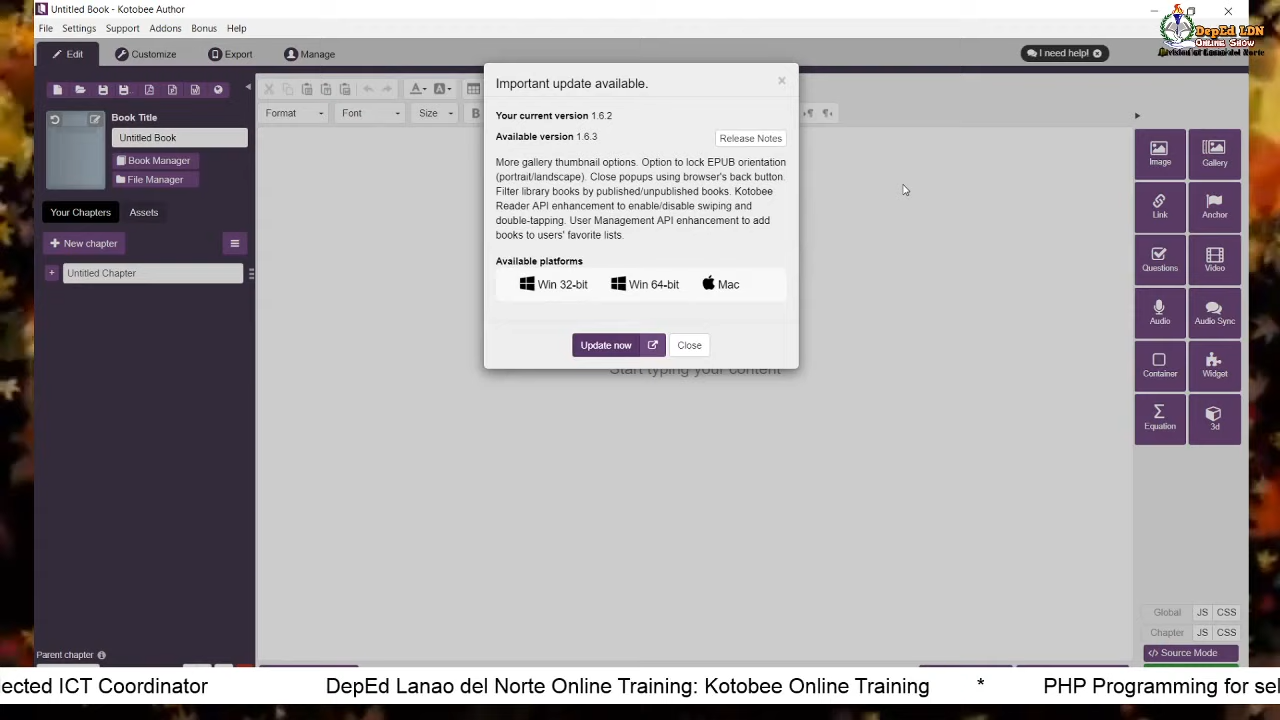 Untitled Book - Kotobee Author
DepEd LDN
Online Show
Division of Lanao del Norte
File Settings Support Addons Bonus Help
Edit Customize Export Manage
I need help!
Important update available.
Your current version 1.6.2
Available version 1.6.3
Release Notes
More gallery thumbnail options. Option to lock EPUB orientation
(portrait/landscape). Close popups using browser's back button.
Filter library books by published/unpublished books. Kotobee
Reader API enhancement to enable/disable swiping and
double-tapping. User Management API enhancement to add
books to users' favorite lists.
Available platforms
Win 32-bit Win 64-bit Mac
Update now Close
Book Title
Untitled Book
Book Manager
File Manager
Your Chapters Assets
New chapter
Untitled Chapter
Parent chapter
Format Font Size B
Start typing your content
Image Gallery
Link Anchor
Questions Video
Audio Audio Sync
Container Widget
Equation 3d
Global JS CSS
Chapter JS CSS
Source Mode
jected ICT Coordinator DepEd Lanao del Norte Online Training: Kotobee Online Training * PHP Programming for sel